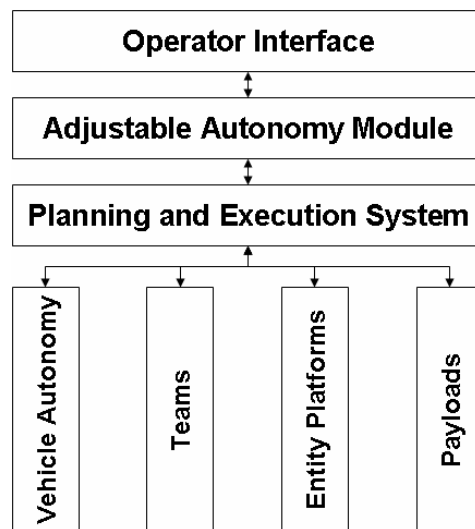 Operator Interface
Adjustable Autonomy Module
Planning and Execution System
Vehicle Autonomy
Teams
Entity Platforms
Payloads